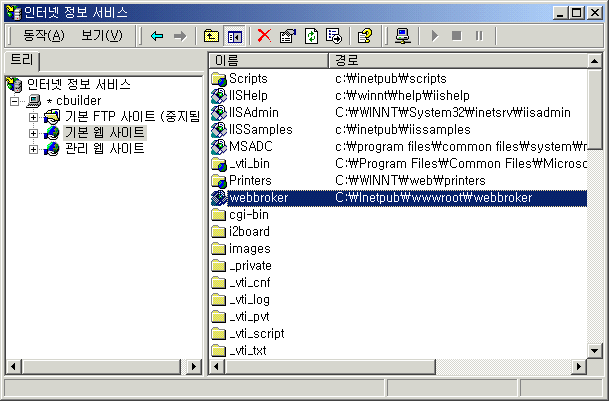 인터넷 정보 서비스
동작(A) 보기(V)
트리
인터넷 정보 서비스
* cbuilder
기본 FTP 사이트 (중지됨
기본 웹 사이트
관리 웹 사이트
이름 경로
Scripts c:₩inetpub₩scripts
IISHelp c:₩winnt₩help₩iishelp
IISAdmin C:₩WINNT₩System32₩inetsrv₩iisadmin
IISSamples c:₩inetpub₩iissamples
MSADC c:₩program files₩common files₩system₩m
_vti_bin C:₩Program Files₩Common Files₩Microso
Printers C:₩WINNT₩web₩printers
webbroker C:₩Inetpub₩wwwroot₩webbroker
cgi-bin
i2board
images
_private
_vti_cnf
_vti_log
_vti_pvt
_vti_script
_vti_txt